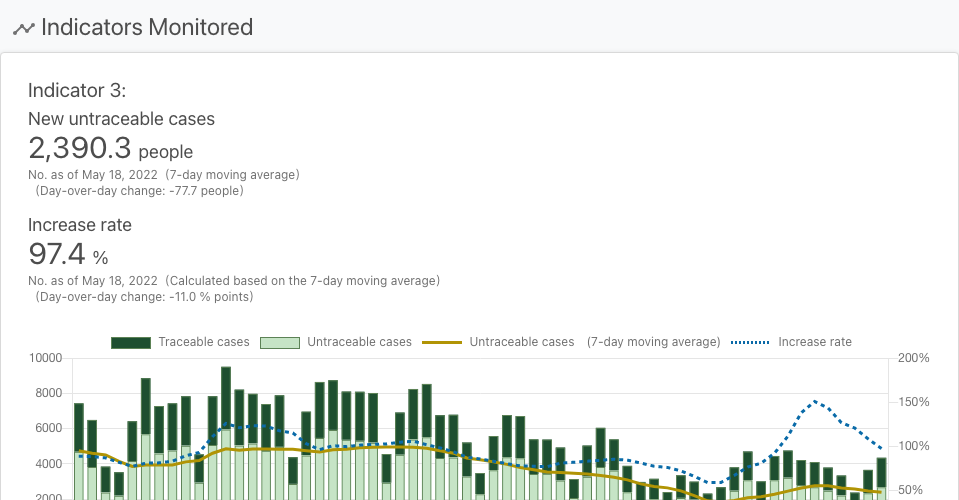 Indicators Monitored
Indicator 3:
New untraceable cases
2,390.3 people
No. as of May 18, 2022 (7-day moving average)
(Day-over-day change: -77.7 people)
Increase rate
97.4 %
No. as of May 18, 2022 (Calculated based on the 7-day moving average)
(Day-over-day change: -11.0 % points)
Traceable cases Untraceable cases Untraceable cases (7-day moving average) Increase rate
10000 200%
8000
150%
6000
100%
4000
50%
2000